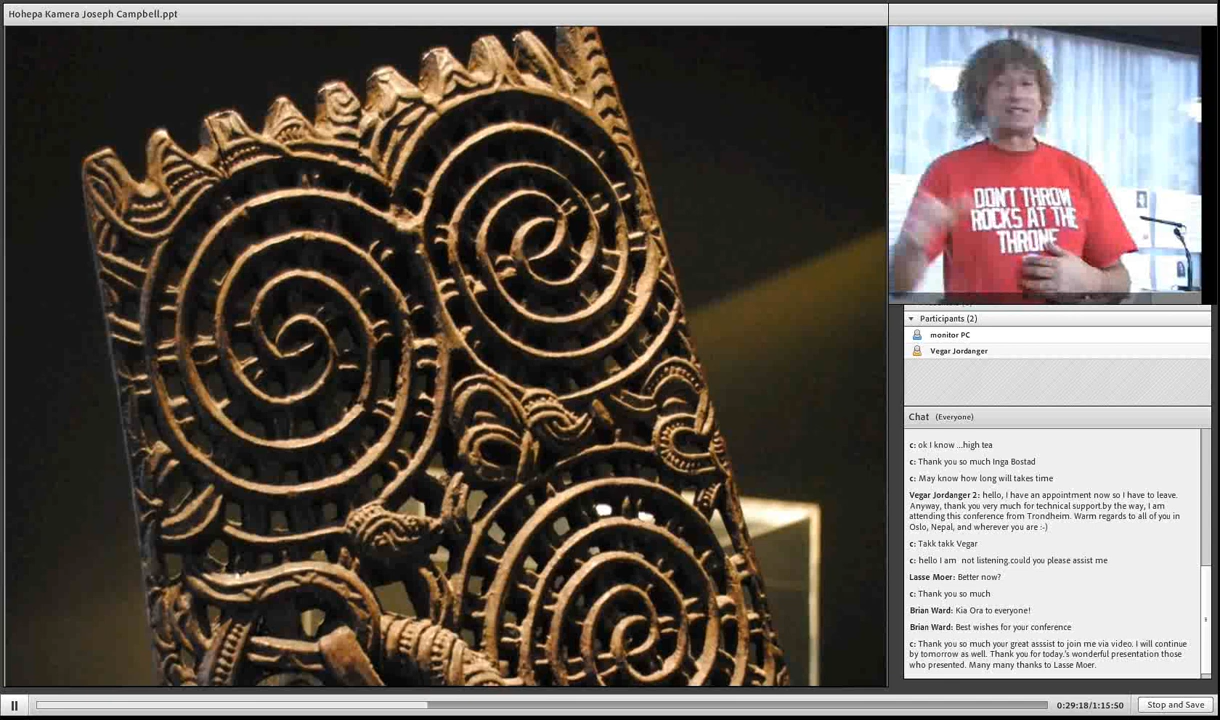 Hohepa Kamera Joseph Campbell.ppt
DON'T THROW
ROCKS AT THE
THRONE
Participants (2)
monitor PC
Vegar Jordanger
Chat (Everyone)
c: ok I know ...high tea
c: Thank you so much Inga Bostad
c: May know how long will takes time
Vegar Jordanger 2: hello, I have an appointment now so I have to leave.
Anyway, thank you very much for technical support.by the way, I am
attending this conference from Trondheim. Warm regards to all of you in
Oslo, Nepal, and wherever you are :-)
c: Takk takk Vegar
c: hello I am  not listening.could you please assist me
Lasse Moer: Better now?
c: Thank you so much
Brian Ward: Kia Ora to everyone!
Brian Ward: Best wishes for your conference
c: Thank you so much your great asssist to join me via video. I will continue
by tomorrow as well. Thank you for today.'s wonderful presentation those
who presented. Many many thanks to Lasse Moer.
0:29:18/1:15:50
Stop and Save